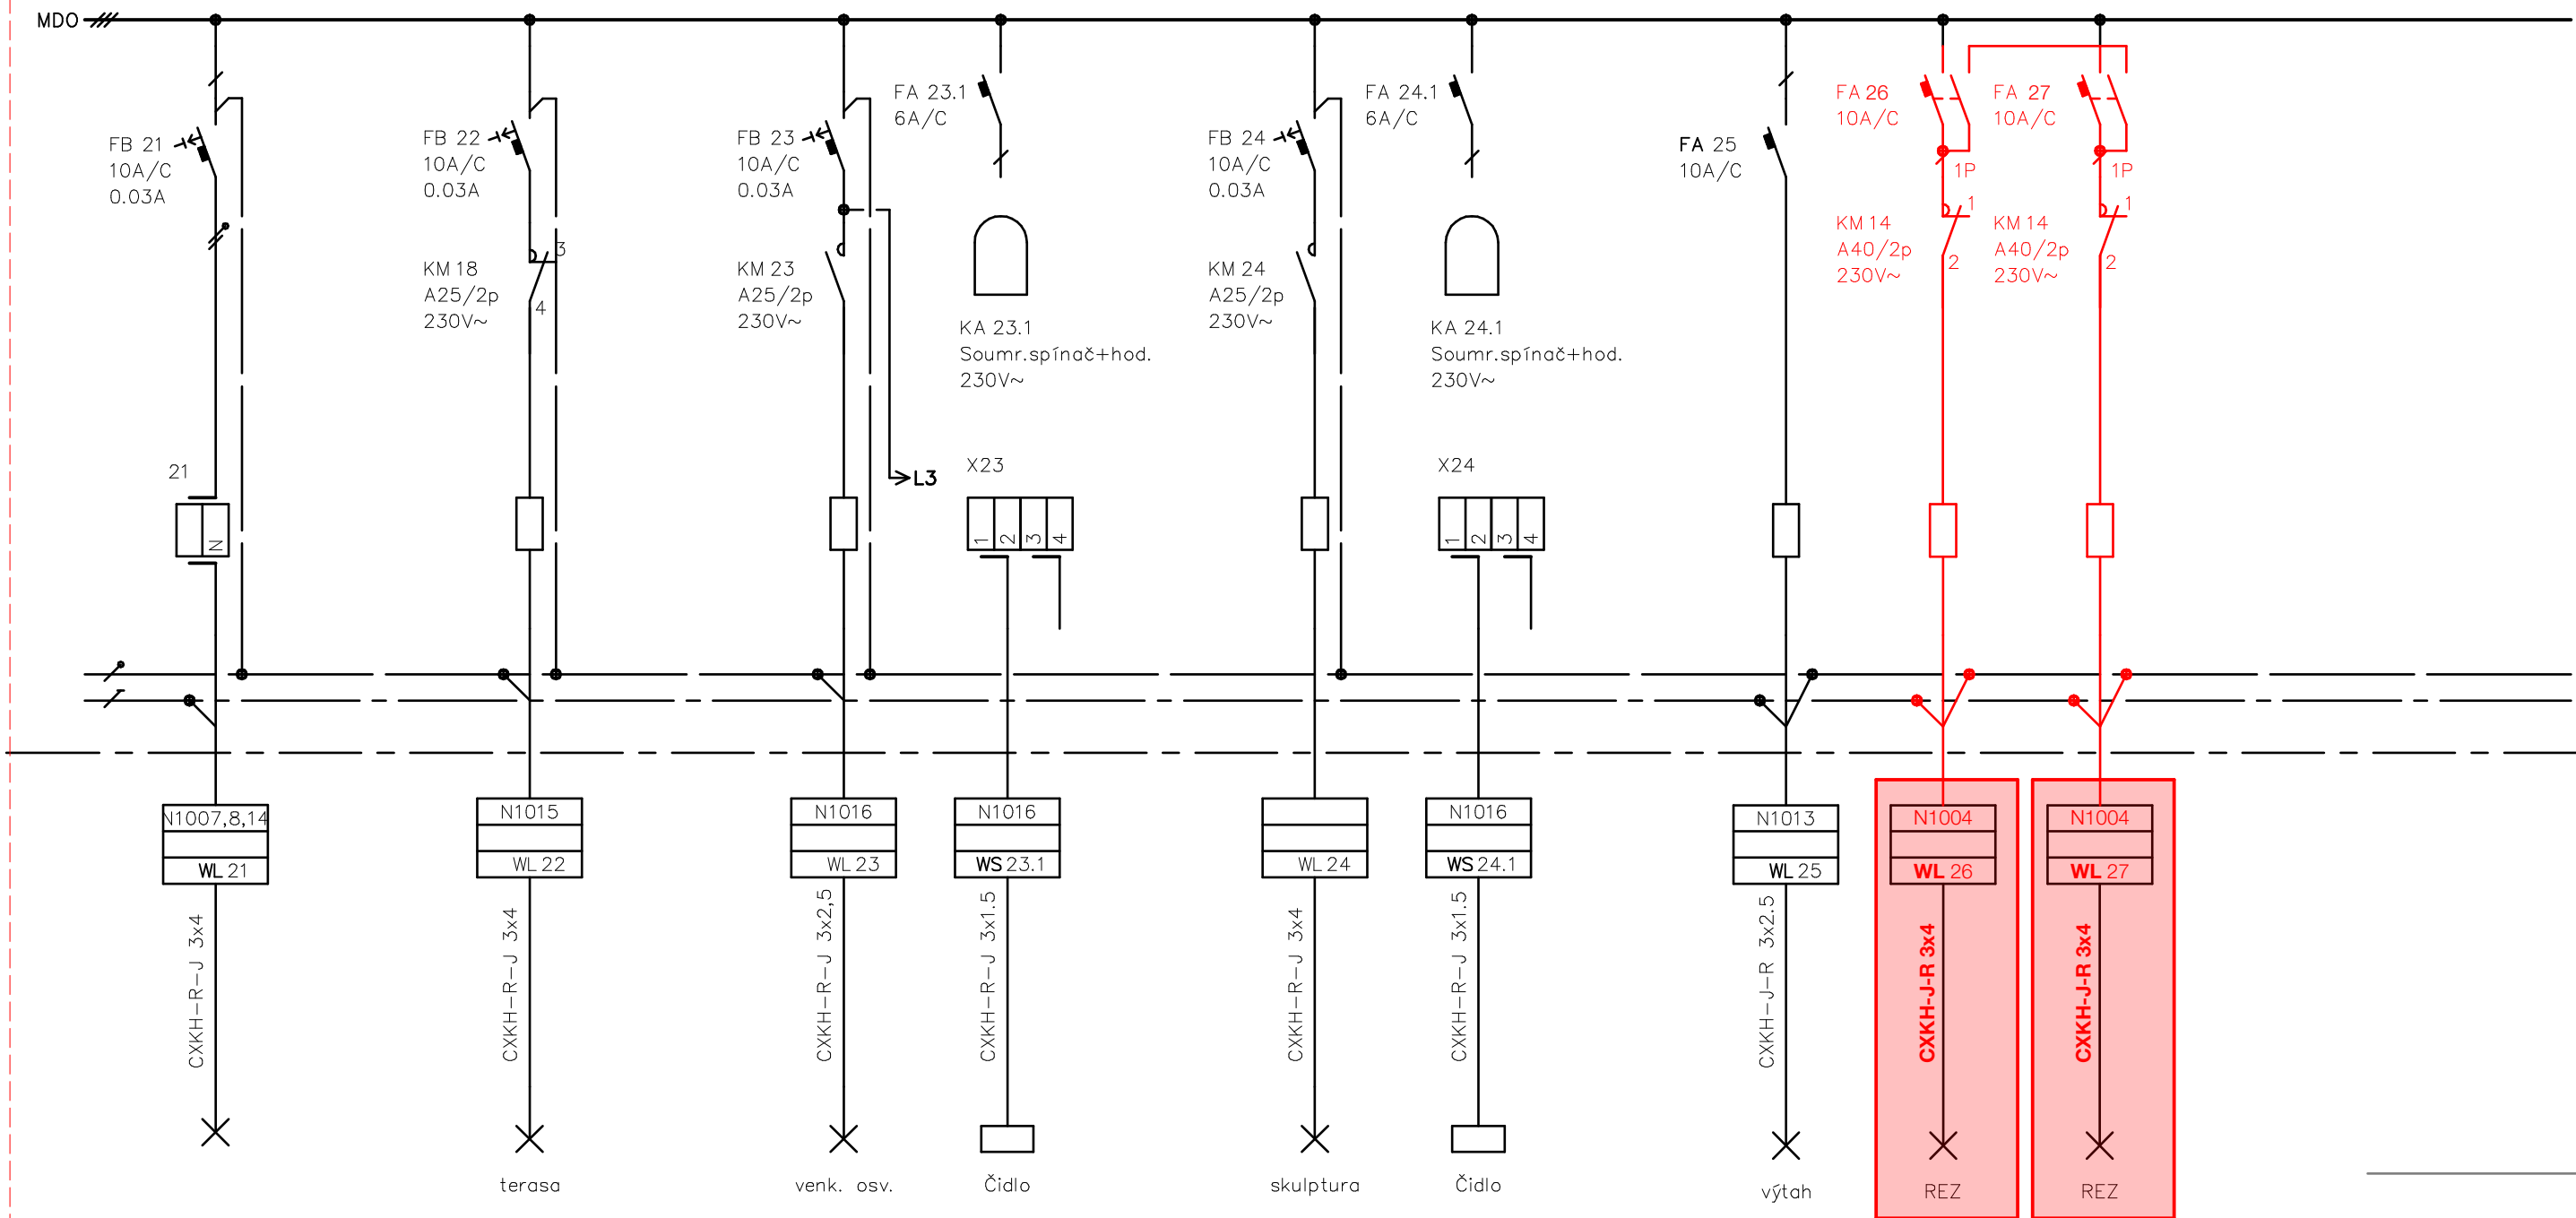 MDO
FB 21
10A/C
0.03A
FB 22
10A/C
0.03A
FB 23
10A/C
0.03A
FA 23.1
6A/C
FB 24
10A/C
0.03A
FA 24.1
6A/C
FA 25
10A/C
FA 26
10A/C
FA 27
10A/C
1P
1P
KM 18
A25/2p
230V~
3
4
KM 23
A25/2p
230V~
KM 24
A25/2p
230V~
KM 14
A40/2p
230V~
1
2
KM 14
A40/2p
230V~
1
2
KA 23.1
Soumr.spínač+hod.
230V~
KA 24.1
Soumr.spínač+hod.
230V~
21
N
L3
X23
1 2 3 4
X24
1 2 3 4
N1007,8,14
WL 21
N1015
WL 22
N1016
WL 23
N1016
WS 23.1
WL 24
N1016
WS 24.1
N1013
WL 25
N1004
WL 26
N1004
WL 27
CXKH-R-J 3x4
CXKH-R-J 3x4
CXKH-R-J 3x2,5
CXKH-R-J 3x1.5
CXKH-R-J 3x4
CXKH-R-J 3x1.5
CXKH-J-R 3x2.5
CXKH-J-R 3x4
CXKH-J-R 3x4
terasa
venk. osv.
Čidlo
skulptura
Čidlo
výtah
REZ
REZ